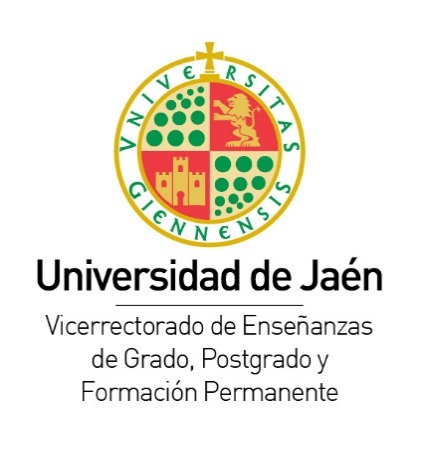 VNIVERSITAS
GIENNENSIS
Universidad de Jaén
Vicerrectorado de Enseñanzas
de Grado, Postgrado y
Formación Permanente